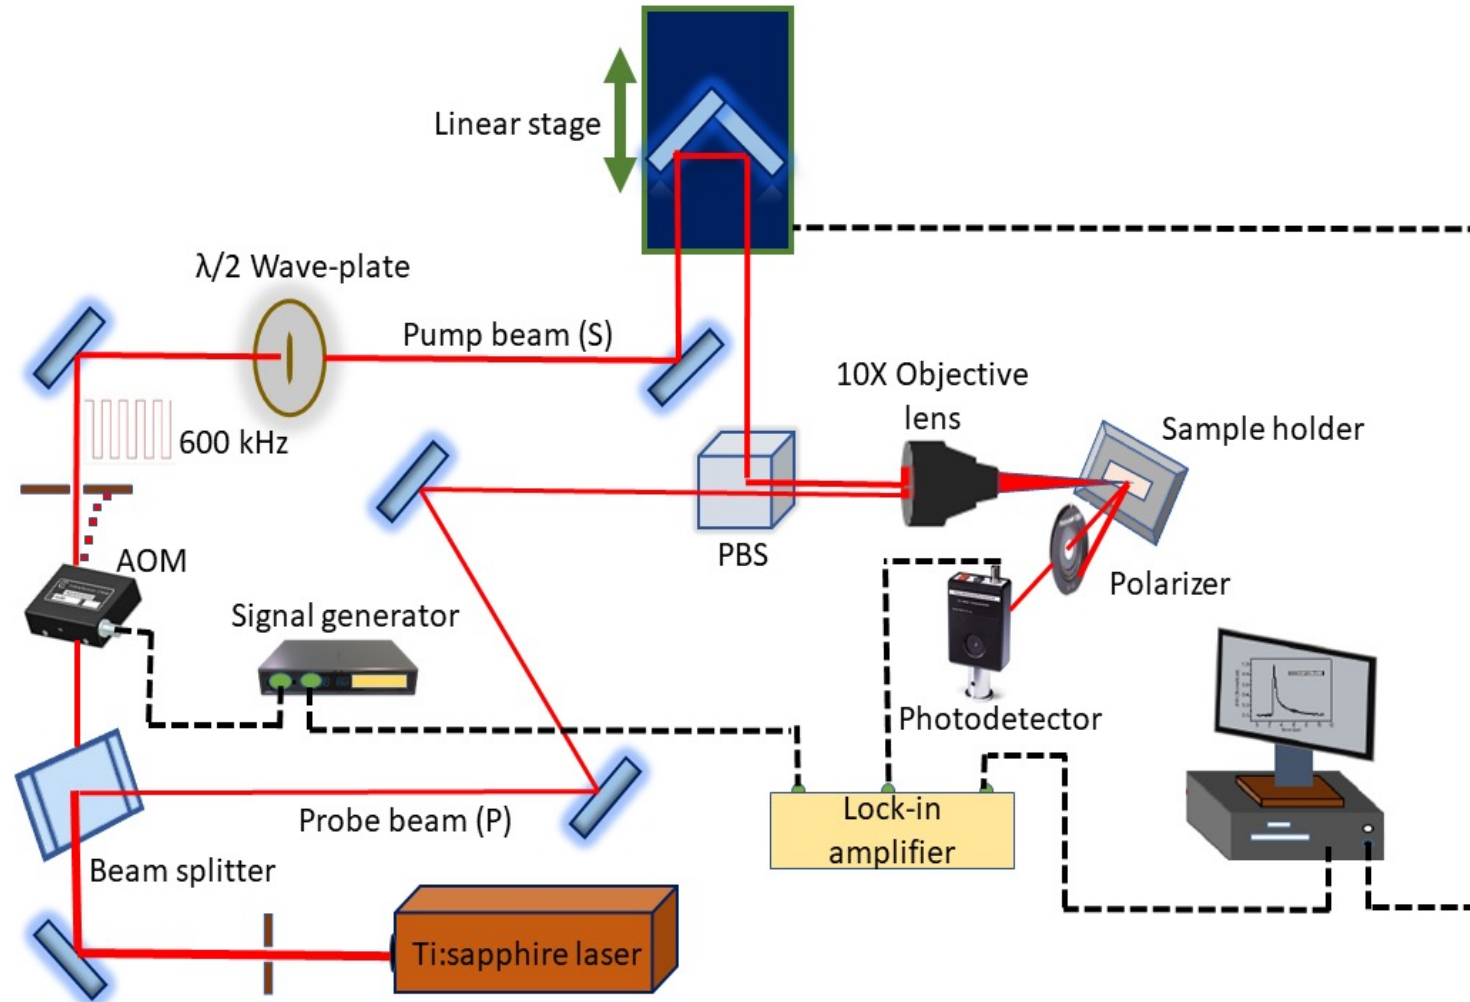 Linear stage
λ/2 Wave-plate
Pump beam (S)
10X Objective
lens
Sample holder
600 kHz
PBS
AOM
Polarizer
Signal generator
Photodetector
Probe beam (P)
Lock-in
amplifier
Beam splitter
Ti:sapphire laser